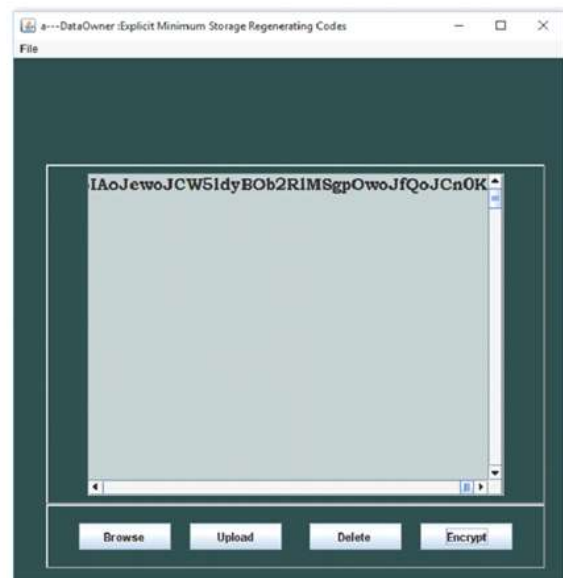 a---DataOwner :Explicit Minimum Storage Regenerating Codes
File
IAoJewoJCW5ldyBOb2RlMSgpOwoJfQoJCn0K
Browse Upload Delete Encrypt